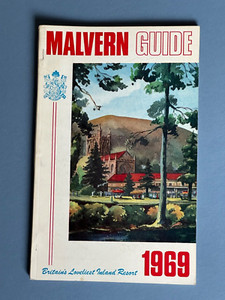 MALVERN GUIDE
Britain's Loveliest Inland Resort
1969